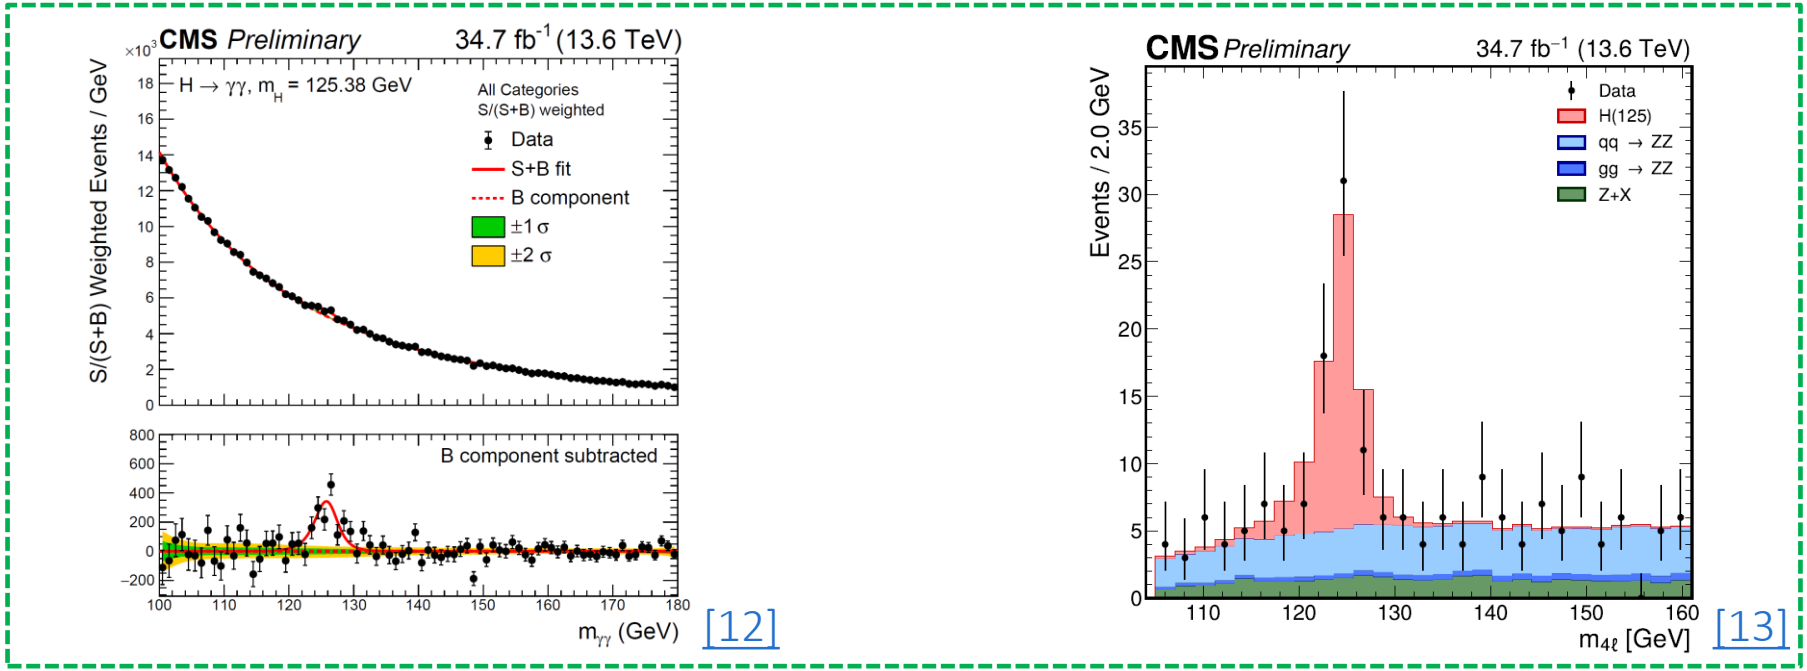 CMS Preliminary 34.7 fb⁻¹ (13.6 TeV)
×10³
S/(S+B) Weighted Events / GeV
H → γγ, m_H = 125.38 GeV
All Categories
S/(S+B) weighted
Data
S+B fit
B component
±1 σ
±2 σ
18
16
14
12
10
8
6
4
2
0
B component subtracted
800
600
400
200
0
−200
100 110 120 130 140 150 160 170 180
m_γγ (GeV)
[12]
CMS Preliminary 34.7 fb⁻¹ (13.6 TeV)
Events / 2.0 GeV
Data
H(125)
qq → ZZ
gg → ZZ
Z+X
35
30
25
20
15
10
5
0
110 120 130 140 150 160
m_4ℓ [GeV]
[13]